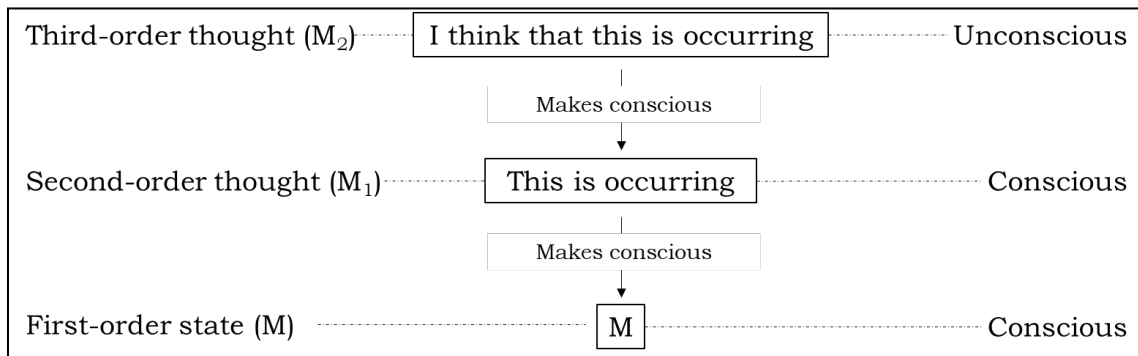 Third-order thought (M₂) I think that this is occurring Unconscious
Makes conscious
Second-order thought (M₁) This is occurring Conscious
Makes conscious
First-order state (M) M Conscious